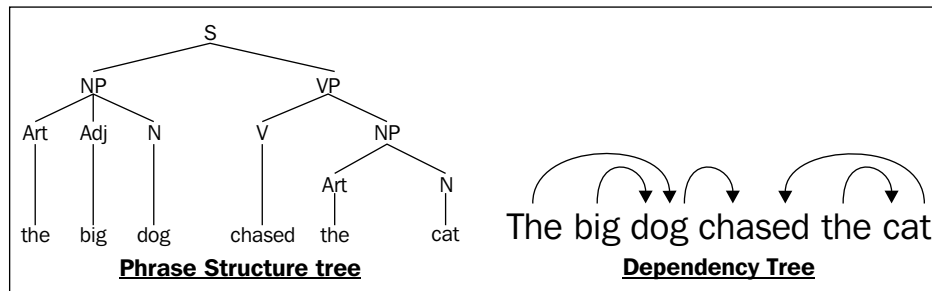 S
NP VP
Art Adj N V NP
Art N
the big dog chased the cat
Phrase Structure tree
The big dog chased the cat
Dependency Tree